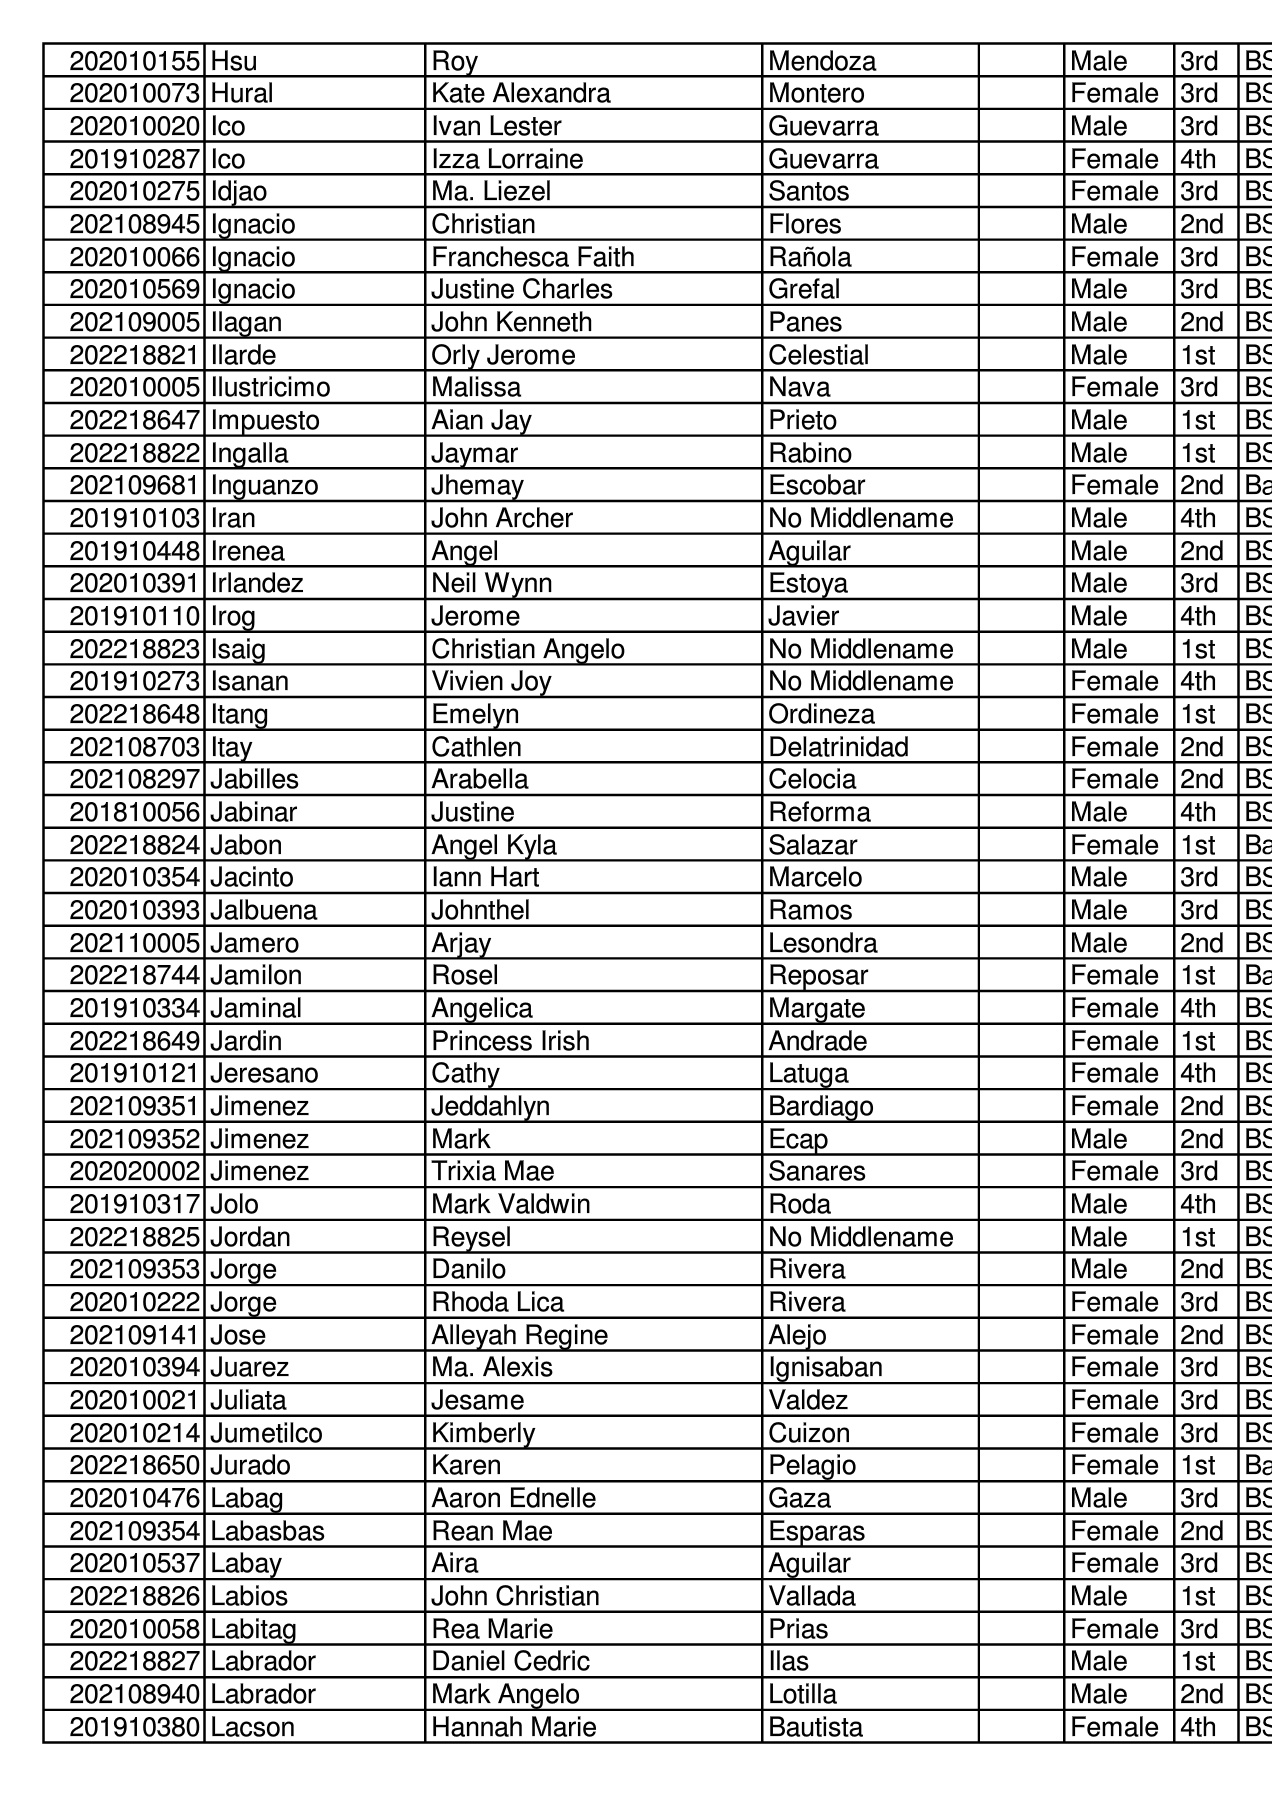 202010155 Hsu Roy Mendoza Male 3rd BS
202010073 Hural Kate Alexandra Montero Female 3rd BS
202010020 Ico Ivan Lester Guevarra Male 3rd BS
201910287 Ico Izza Lorraine Guevarra Female 4th BS
202010275 Idjao Ma. Liezel Santos Female 3rd BS
202108945 Ignacio Christian Flores Male 2nd BS
202010066 Ignacio Franchesca Faith Rañola Female 3rd BS
202010569 Ignacio Justine Charles Grefal Male 3rd BS
202109005 Ilagan John Kenneth Panes Male 2nd BS
202218821 Ilarde Orly Jerome Celestial Male 1st BS
202010005 Ilustricimo Malissa Nava Female 3rd BS
202218647 Impuesto Aian Jay Prieto Male 1st BS
202218822 Ingalla Jaymar Rabino Male 1st BS
202109681 Inguanzo Jhemay Escobar Female 2nd Ba
201910103 Iran John Archer No Middlename Male 4th BS
201910448 Irenea Angel Aguilar Male 2nd BS
202010391 Irlandez Neil Wynn Estoya Male 3rd BS
201910110 Irog Jerome Javier Male 4th BS
202218823 Isaig Christian Angelo No Middlename Male 1st BS
201910273 Isanan Vivien Joy No Middlename Female 4th BS
202218648 Itang Emelyn Ordineza Female 1st BS
202108703 Itay Cathlen Delatrinidad Female 2nd BS
202108297 Jabilles Arabella Celocia Female 2nd BS
201810056 Jabinar Justine Reforma Male 4th BS
202218824 Jabon Angel Kyla Salazar Female 1st Ba
202010354 Jacinto Iann Hart Marcelo Male 3rd BS
202010393 Jalbuena Johnthel Ramos Male 3rd BS
202110005 Jamero Arjay Lesondra Male 2nd BS
202218744 Jamilon Rosel Reposar Female 1st Ba
201910334 Jaminal Angelica Margate Female 4th BS
202218649 Jardin Princess Irish Andrade Female 1st BS
201910121 Jeresano Cathy Latuga Female 4th BS
202109351 Jimenez Jeddahlyn Bardiago Female 2nd BS
202109352 Jimenez Mark Ecap Male 2nd BS
202020002 Jimenez Trixia Mae Sanares Female 3rd BS
201910317 Jolo Mark Valdwin Roda Male 4th BS
202218825 Jordan Reysel No Middlename Male 1st BS
202109353 Jorge Danilo Rivera Male 2nd BS
202010222 Jorge Rhoda Lica Rivera Female 3rd BS
202109141 Jose Alleyah Regine Alejo Female 2nd BS
202010394 Juarez Ma. Alexis Ignisaban Female 3rd BS
202010021 Juliata Jesame Valdez Female 3rd BS
202010214 Jumetilco Kimberly Cuizon Female 3rd BS
202218650 Jurado Karen Pelagio Female 1st Ba
202010476 Labag Aaron Ednelle Gaza Male 3rd BS
202109354 Labasbas Rean Mae Esparas Female 2nd BS
202010537 Labay Aira Aguilar Female 3rd BS
202218826 Labios John Christian Vallada Male 1st BS
202010058 Labitag Rea Marie Prias Female 3rd BS
202218827 Labrador Daniel Cedric Ilas Male 1st BS
202108940 Labrador Mark Angelo Lotilla Male 2nd BS
201910380 Lacson Hannah Marie Bautista Female 4th BS